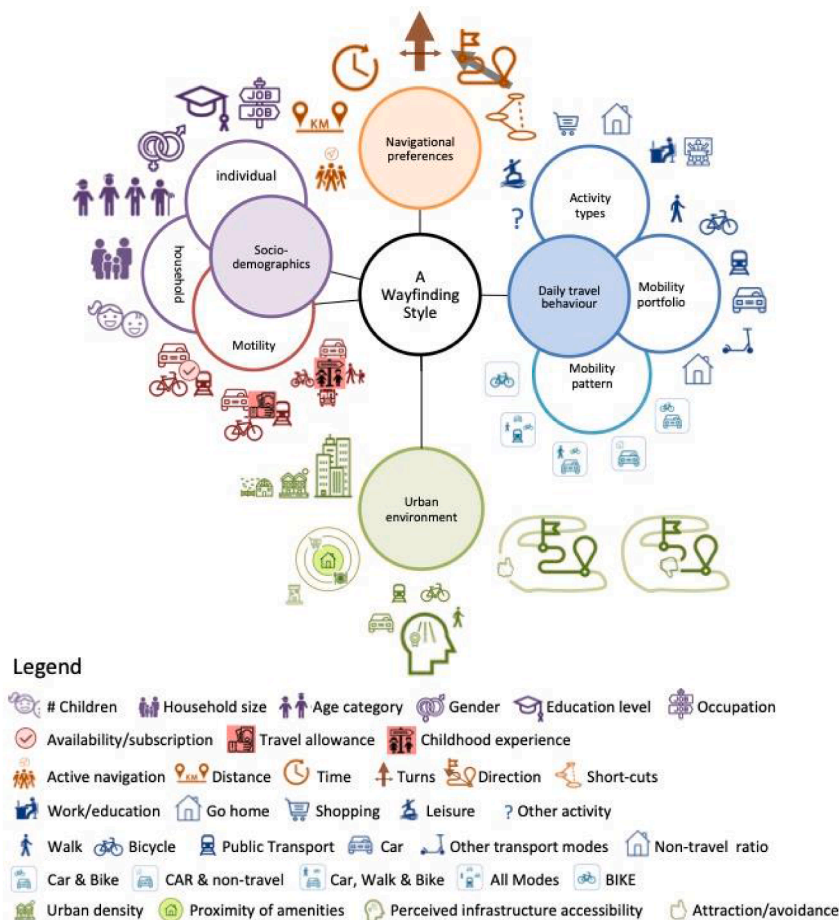 JOB
JOB
KM
Navigational
preferences
individual
Activity
types
?
household
Socio-
demographics
A
Wayfinding
Style
Daily travel
behaviour
Mobility
portfolio
Motility
Mobility
pattern
Urban
environment
Legend
# Children Household size Age category Gender Education level Occupation
Availability/subscription Travel allowance Childhood experience
Active navigation KM Distance Time Turns Direction Short-cuts
Work/education Go home Shopping Leisure ? Other activity
Walk Bicycle Public Transport Car Other transport modes Non-travel ratio
Car & Bike CAR & non-travel Car, Walk & Bike All Modes BIKE
Urban density Proximity of amenities Perceived infrastructure accessibility Attraction/avoidance